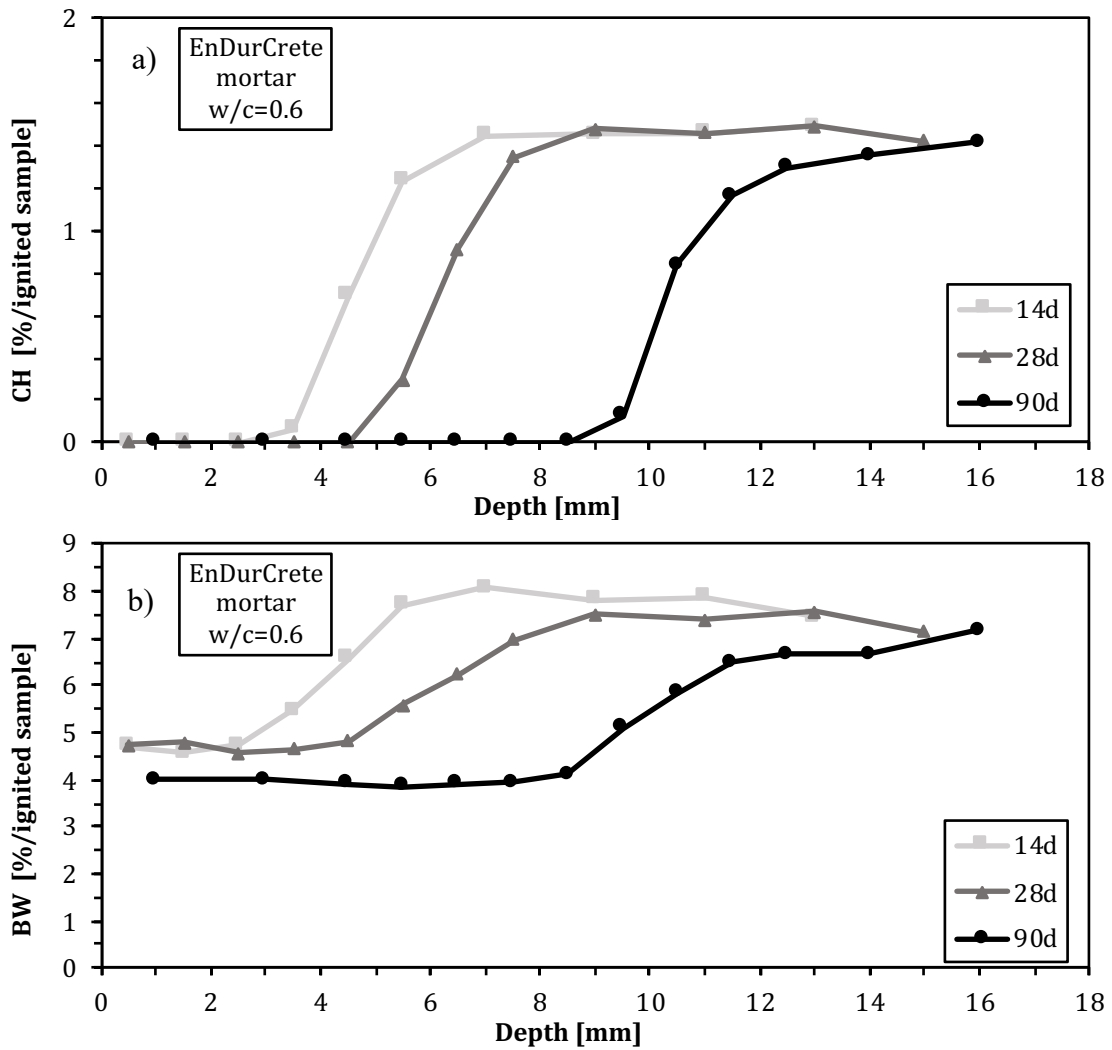 2
a)
EnDurCrete
mortar
w/c=0.6
CH [%/ignited sample]
1
14d
28d
90d
0
0 2 4 6 8 10 12 14 16 18
Depth [mm]
9
b)
EnDurCrete
mortar
w/c=0.6
8
7
6
5
4
3
2
1
0
BW [%/ignited sample]
14d
28d
90d
0 2 4 6 8 10 12 14 16 18
Depth [mm]